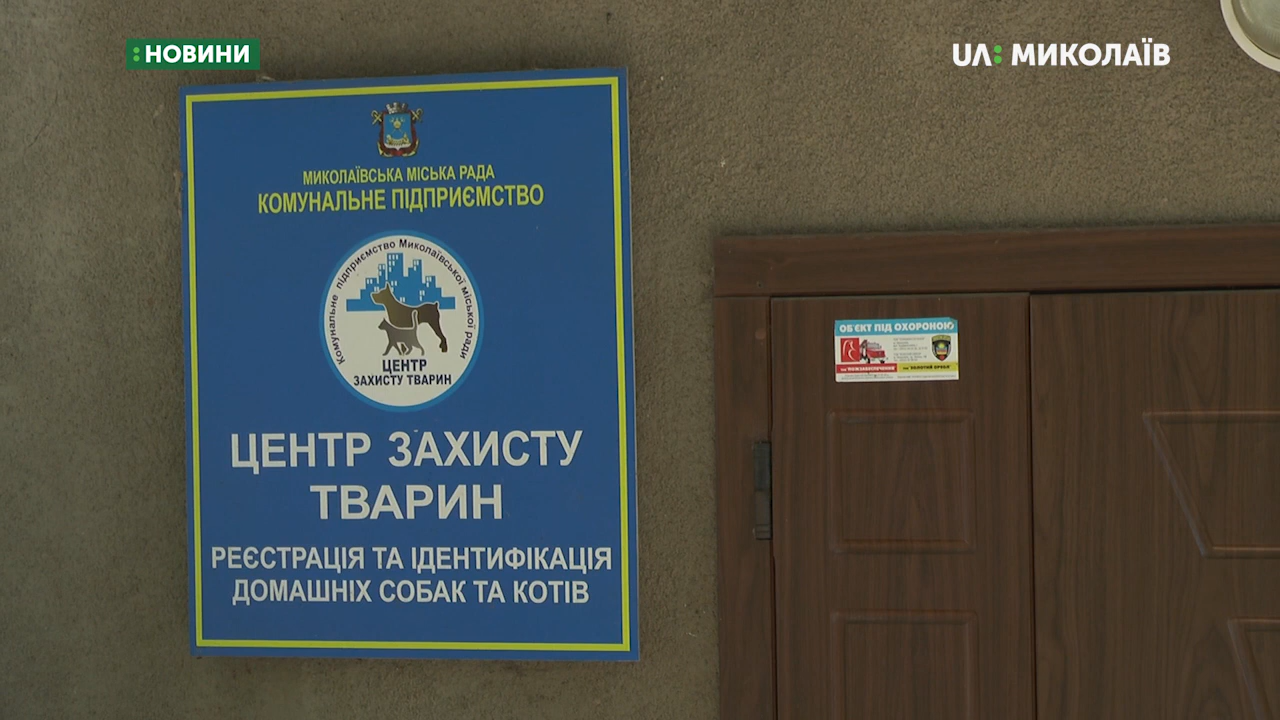 НОВИНИ
UA: МИКОЛАЇВ
МИКОЛАЇВСЬКА МІСЬКА РАДА
КОМУНАЛЬНЕ ПІДПРИЄМСТВО
Комунальне підприємство Миколаївської міської ради
ЦЕНТР
ЗАХИСТУ ТВАРИН
ЦЕНТР ЗАХИСТУ
ТВАРИН
РЕЄСТРАЦІЯ ТА ІДЕНТИФІКАЦІЯ
ДОМАШНІХ СОБАК ТА КОТІВ
ОБ'ЄКТ ПІД ОХОРОНОЮ